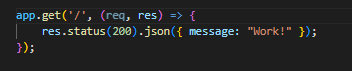 app.get('/', (req, res) => {
    res.status(200).json({ message: "Work!" });
});